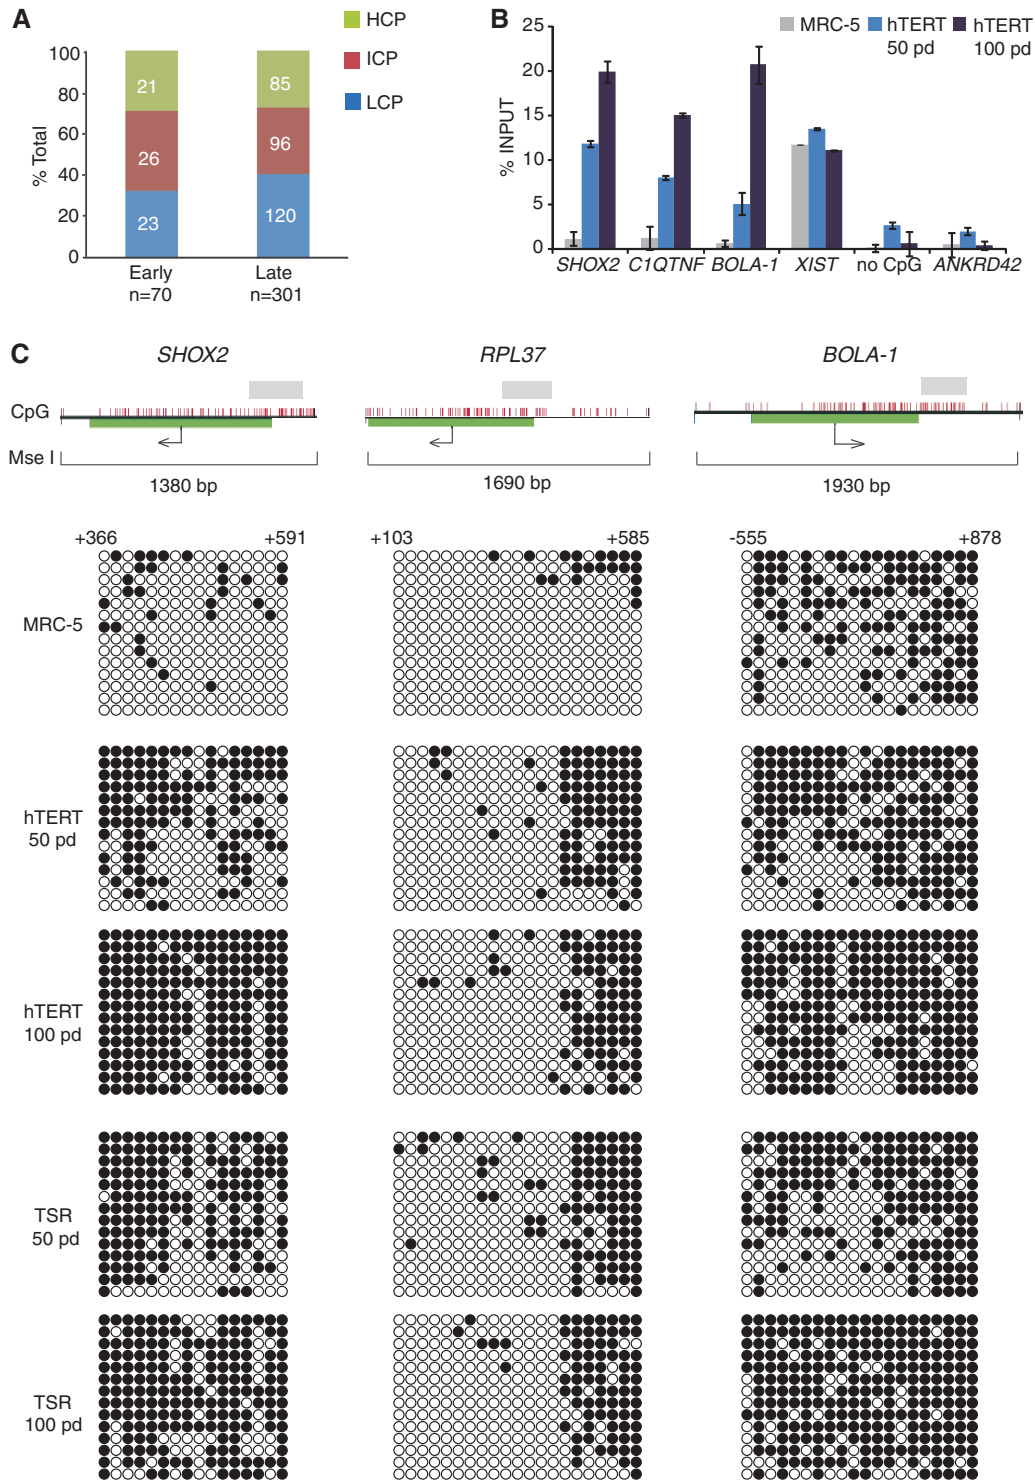 A
HCP
ICP
LCP
% Total
100
80
60
40
20
0
21
26
23
85
96
120
Early
n=70
Late
n=301
B
MRC-5
hTERT
50 pd
hTERT
100 pd
% INPUT
25
20
15
10
5
0
SHOX2
C1QTNF
BOLA-1
XIST
no CpG
ANKRD42
C
SHOX2
RPL37
BOLA-1
CpG
Mse I
1380 bp
1690 bp
1930 bp
+366
+591
+103
+585
-555
+878
MRC-5
hTERT
50 pd
hTERT
100 pd
TSR
50 pd
TSR
100 pd